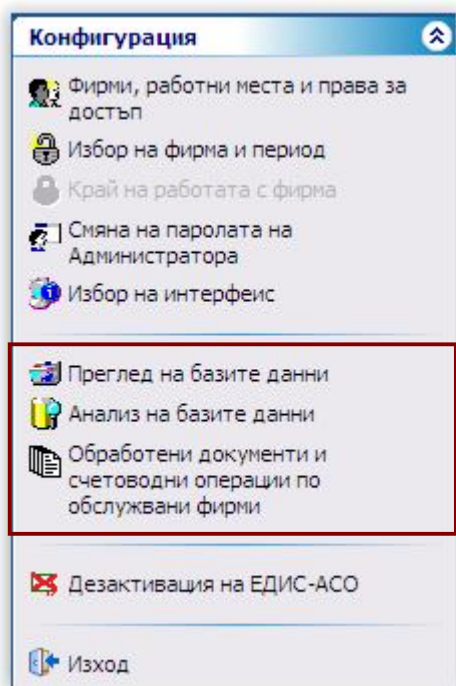 Конфигурация
Фирми, работни места и права за
достъп
Избор на фирма и период
Край на работата с фирма
Смяна на паролата на
Администратора
Избор на интерфейс
Преглед на базите данни
Анализ на базите данни
Обработени документи и
счетоводни операции по
обслужвани фирми
Дезактивация на ЕДИС-АСО
Изход